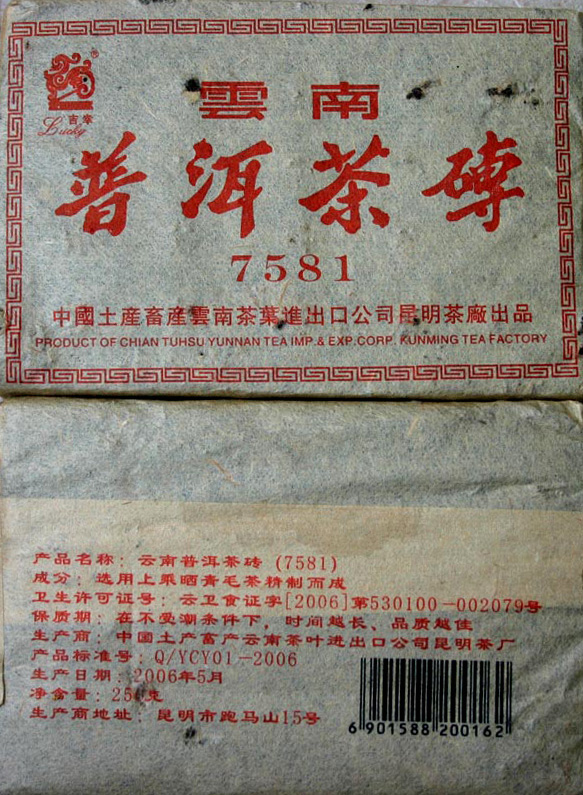 吉幸
Lucky
雲南
普洱茶磚
7581
中國土産畜産雲南茶葉進出口公司昆明茶廠出品
PRODUCT OF CHIAN TUHSU YUNNAN TEA IMP.& EXP.CORP. KUNMING TEA FACTORY
产品名称：云南普洱茶砖 (7581)
成分：选用上乘晒青毛茶精制而成
卫生许可证号：云卫食证字[2006]第530100-002079号
保质期：在不受潮条件下，时间越长、品质越佳
生产商：中国土产畜产云南茶叶进出口公司昆明茶厂
产品标准号：Q/YCY01-2006
生产日期：2006年5月
净含量：250克
生产商地址：昆明市跑马山15号
6 901588 200162